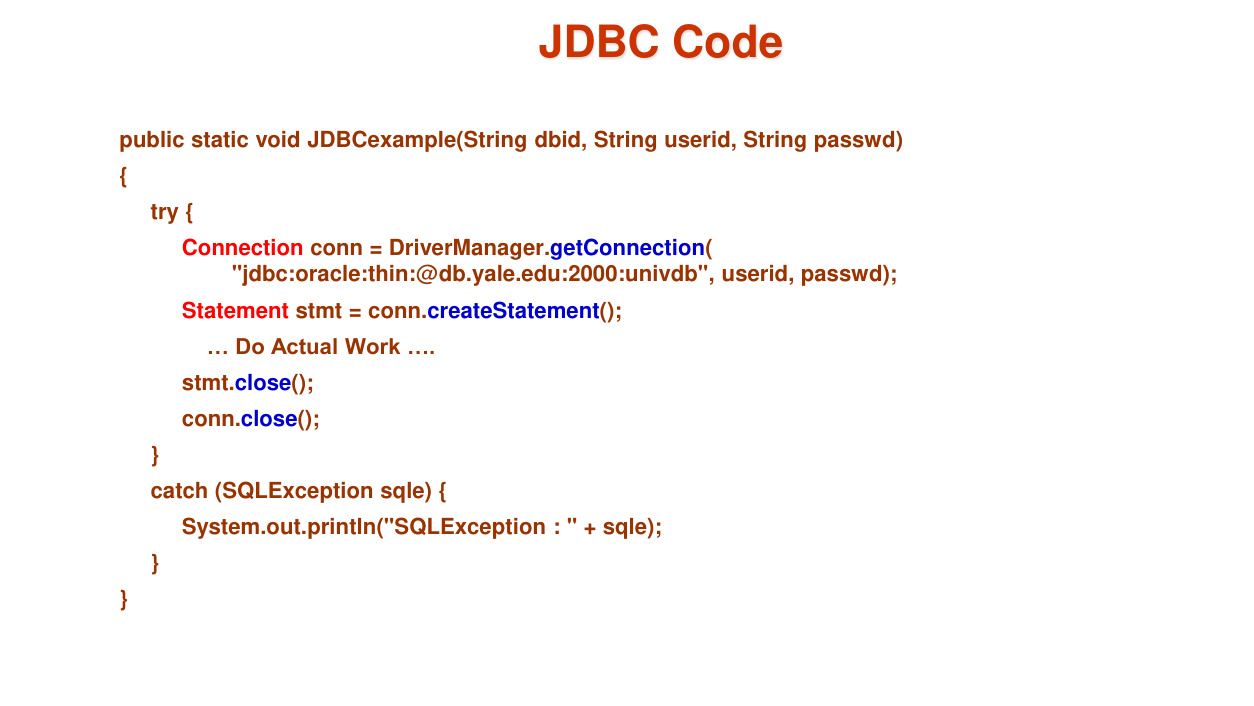 JDBC Code
public static void JDBCexample(String dbid, String userid, String passwd)
{
try {
Connection conn = DriverManager.getConnection(
"jdbc:oracle:thin:@db.yale.edu:2000:univdb", userid, passwd);
Statement stmt = conn.createStatement();
… Do Actual Work ….
stmt.close();
conn.close();
}
catch (SQLException sqle) {
System.out.println("SQLException : " + sqle);
}
}